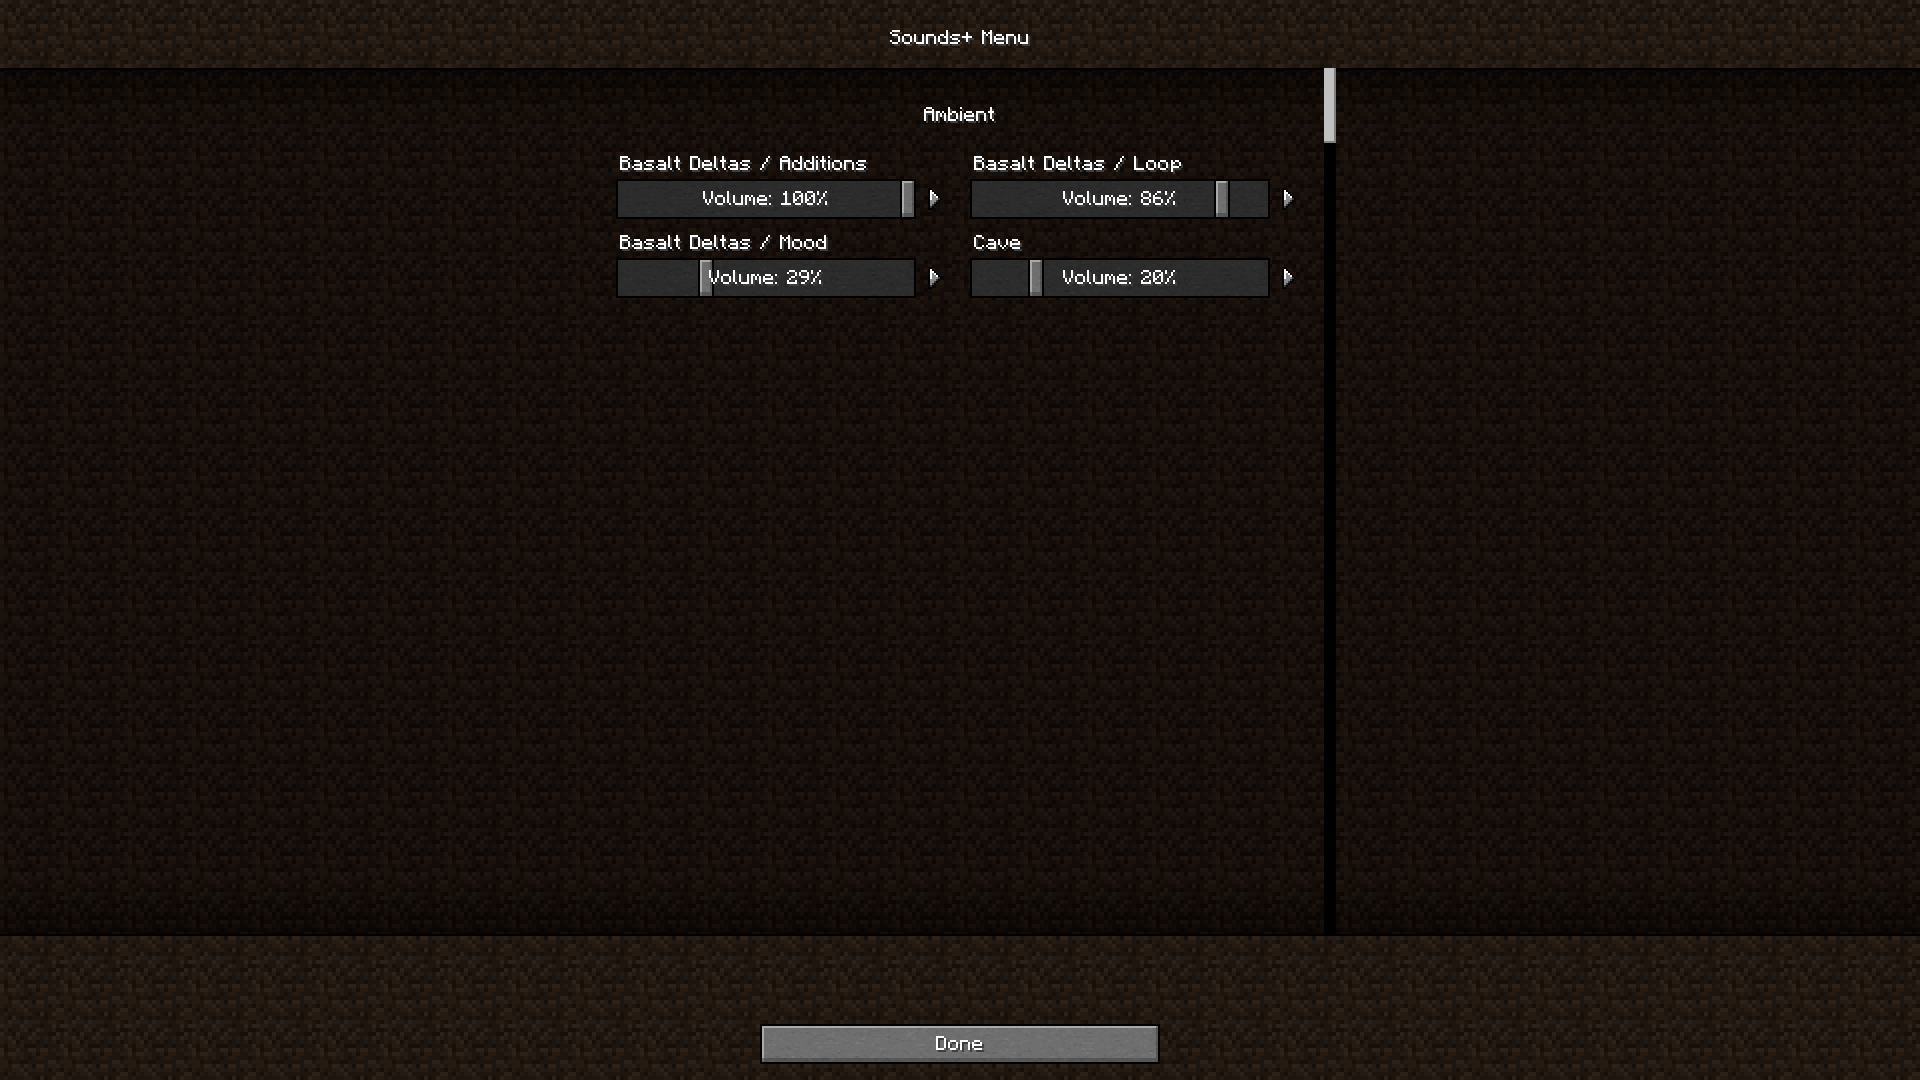 Sounds+ Menu
Ambient
Basalt Deltas / Additions
Basalt Deltas / Loop
Volume: 100%
Volume: 86%
Basalt Deltas / Mood
Cave
Volume: 29%
Volume: 20%
Done